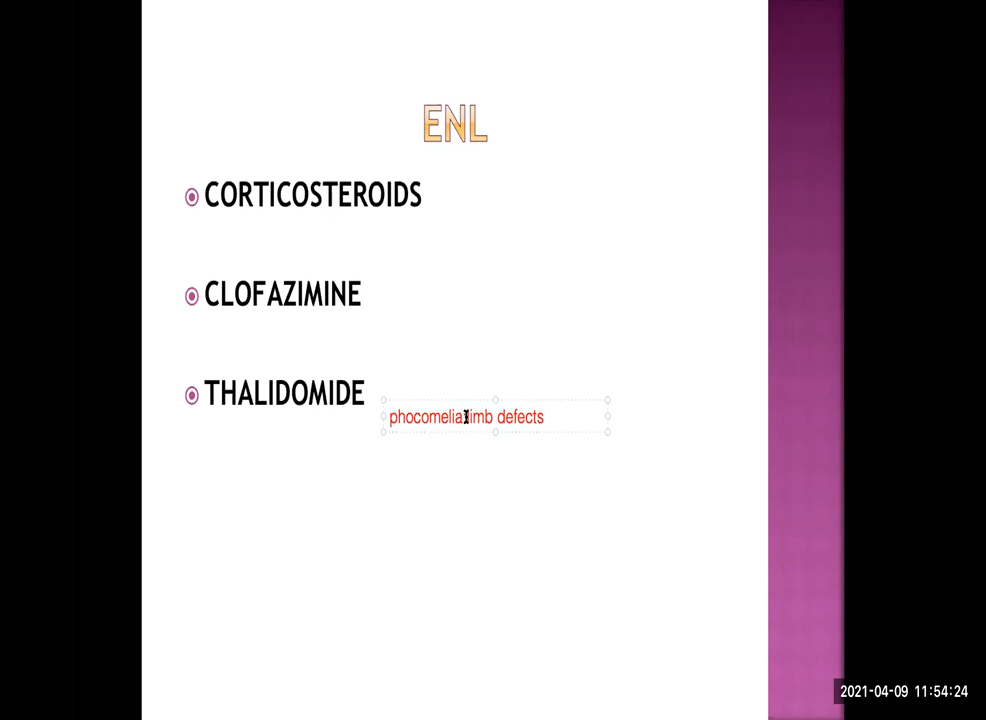 ENL
CORTICOSTEROIDS
CLOFAZIMINE
THALIDOMIDE
phocomelia limb defects
2021-04-09 11:54:24